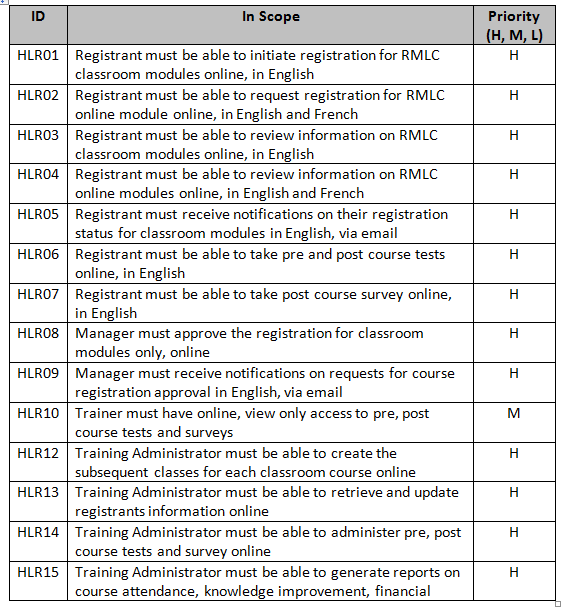 ID In Scope Priority
(H, M, L)
HLR01 Registrant must be able to initiate registration for RMLC H
classroom modules online, in English
HLR02 Registrant must be able to request registration for RMLC H
online module online, in English and French
HLR03 Registrant must be able to review information on RMLC H
classroom modules online, in English
HLR04 Registrant must be able to review information on RMLC H
online modules online, in English and French
HLR05 Registrant must receive notifications on their registration H
status for classroom modules in English, via email
HLR06 Registrant must be able to take pre and post course tests H
online, in English
HLR07 Registrant must be able to take post course survey online, H
in English
HLR08 Manager must approve the registration for classroom H
modules only, online
HLR09 Manager must receive notifications on requests for course H
registration approval in English, via email
HLR10 Trainer must have online, view only access to pre, post M
course tests and surveys
HLR12 Training Administrator must be able to create the H
subsequent classes for each classroom course online
HLR13 Training Administrator must be able to retrieve and update H
registrants information online
HLR14 Training Administrator must be able to administer pre, post H
course tests and survey online
HLR15 Training Administrator must be able to generate reports on H
course attendance, knowledge improvement, financial